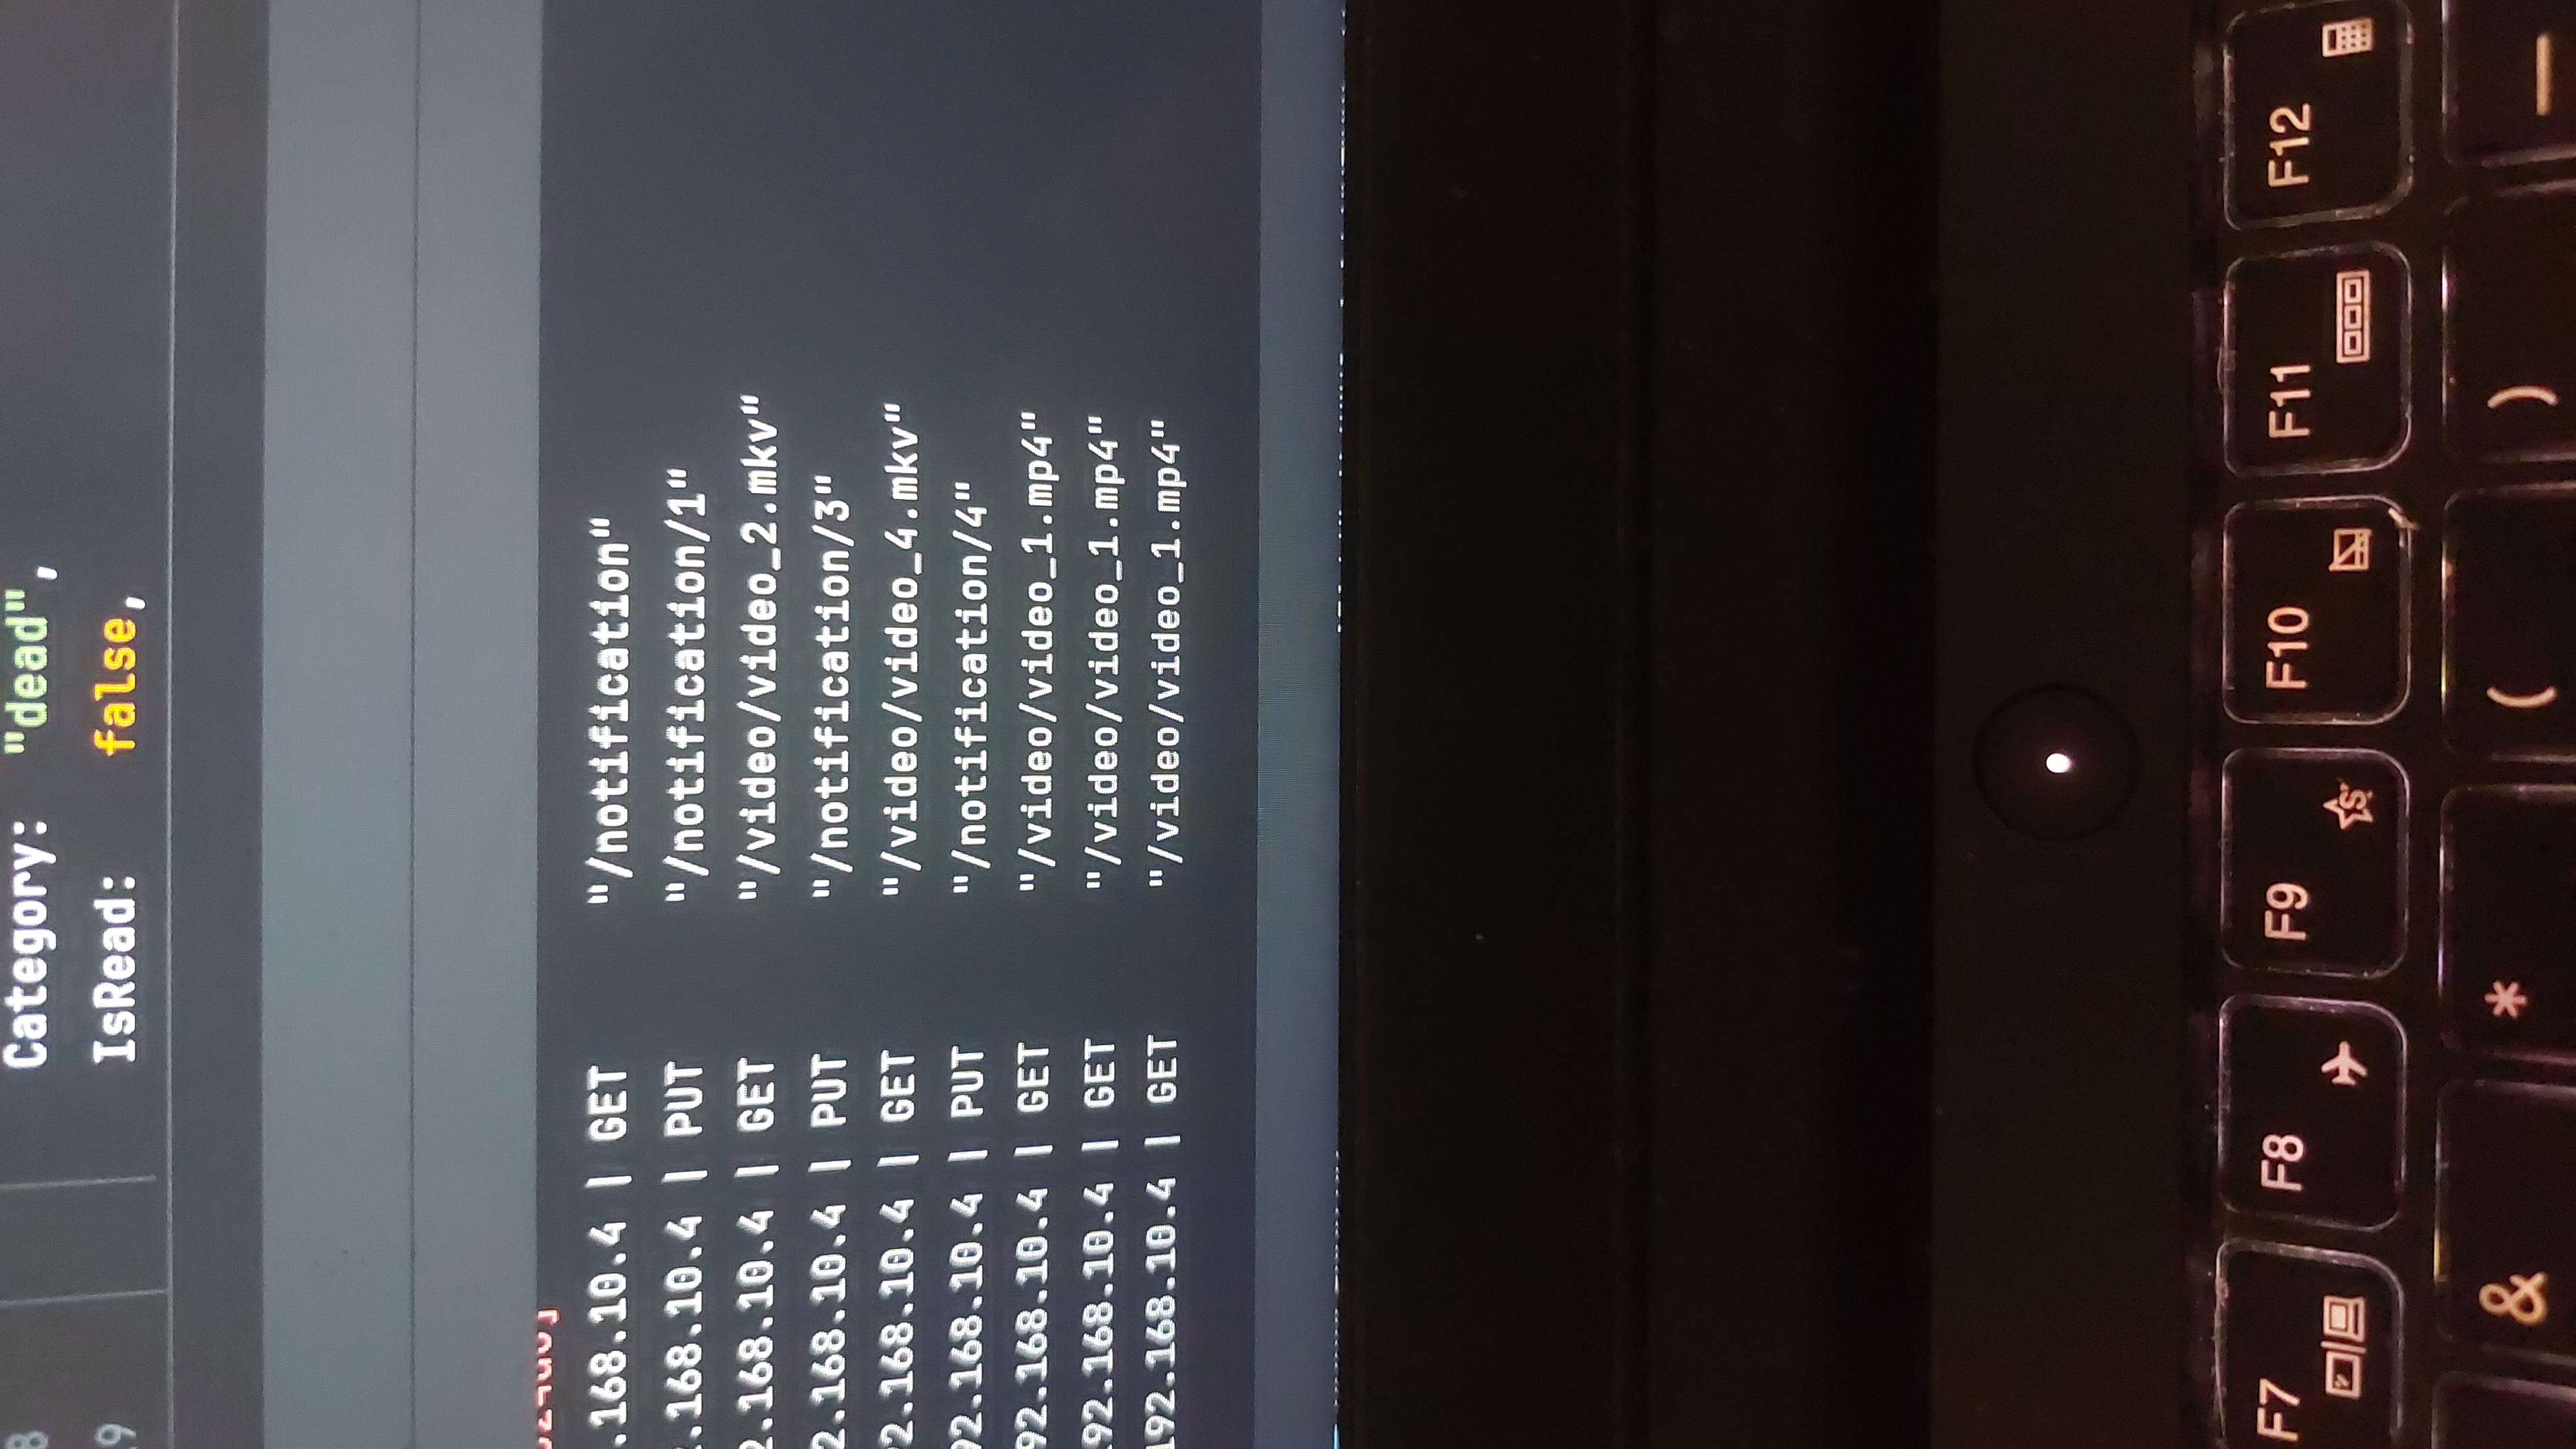 8 Category: "dead",
9 IsRead: false,
.168.10.4 | GET "/notification"
.168.10.4 | PUT "/notification/1"
2.168.10.4 | GET "/video/video_2.mkv"
2.168.10.4 | PUT "/notification/3"
92.168.10.4 | GET "/video/video_4.mkv"
92.168.10.4 | PUT "/notification/4"
92.168.10.4 | GET "/video/video_1.mp4"
192.168.10.4 | GET "/video/video_1.mp4"
192.168.10.4 | GET "/video/video_1.mp4"
F7 F8 F9 F10 F11 F12
S
& * ( ) _